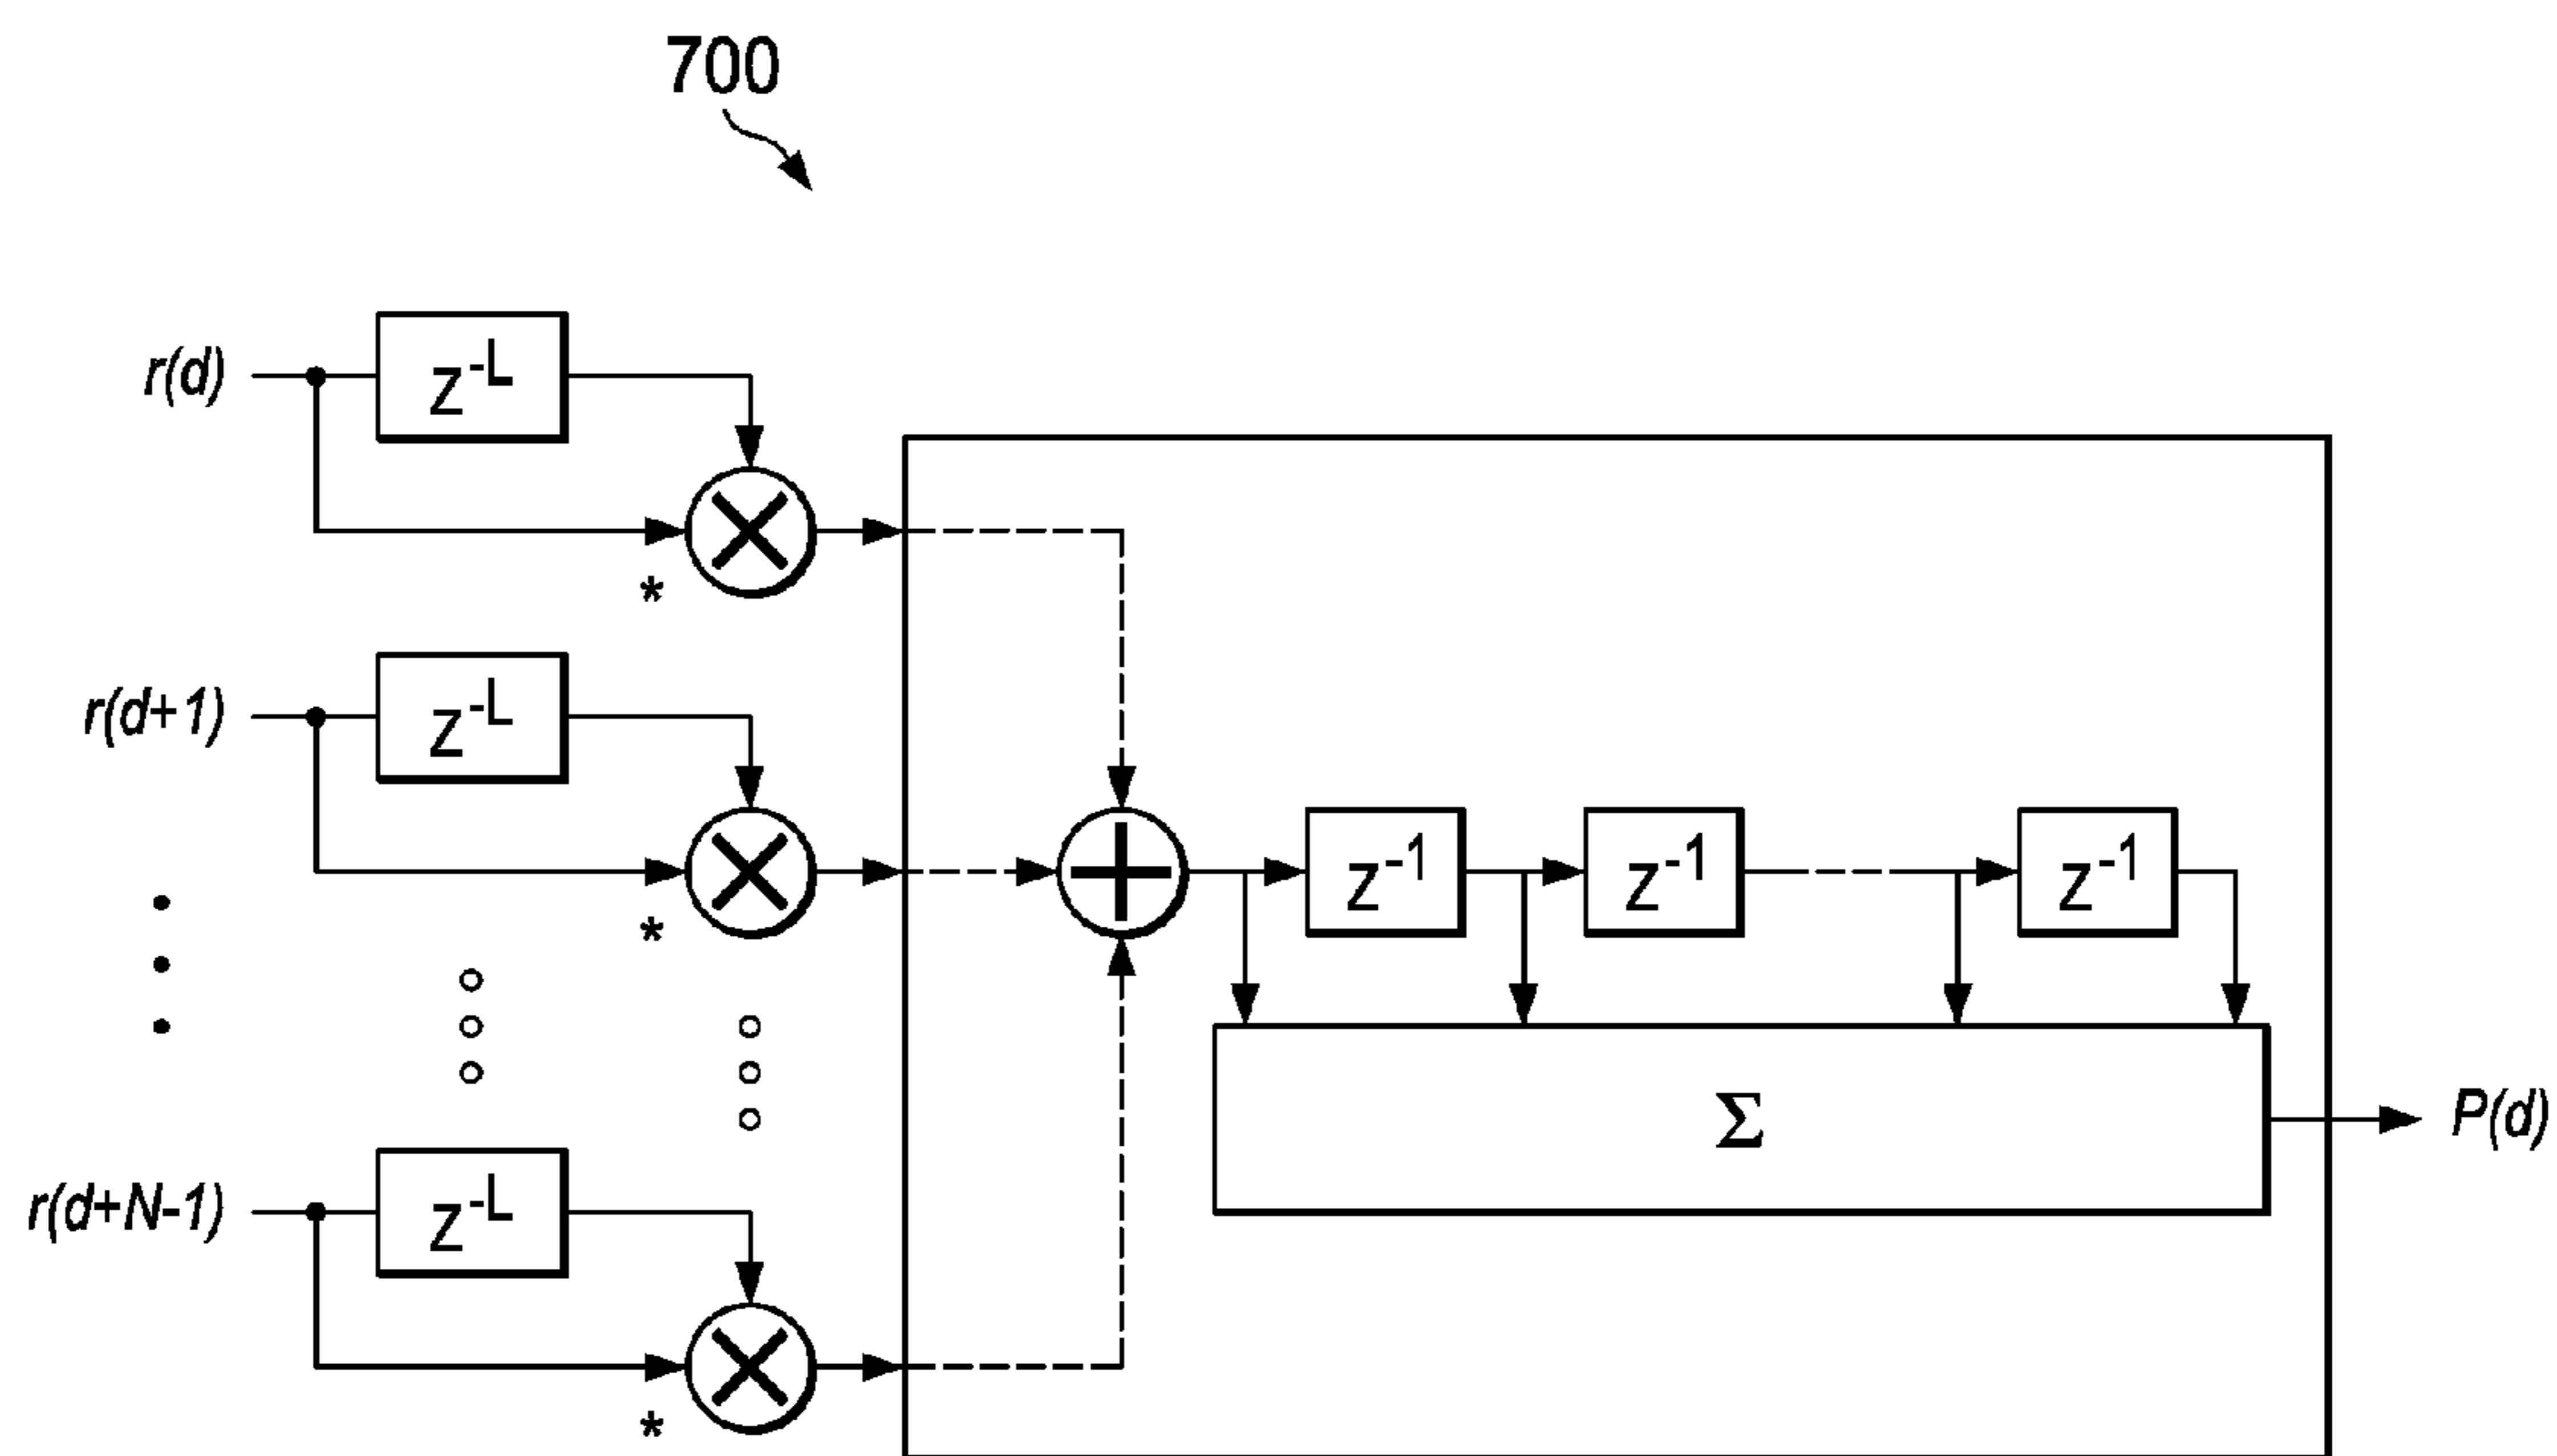 700
r(d)
z⁻ᴸ
*
r(d+1)
z⁻ᴸ
*
z⁻¹
z⁻¹
z⁻¹
Σ
P(d)
r(d+N-1)
z⁻ᴸ
*